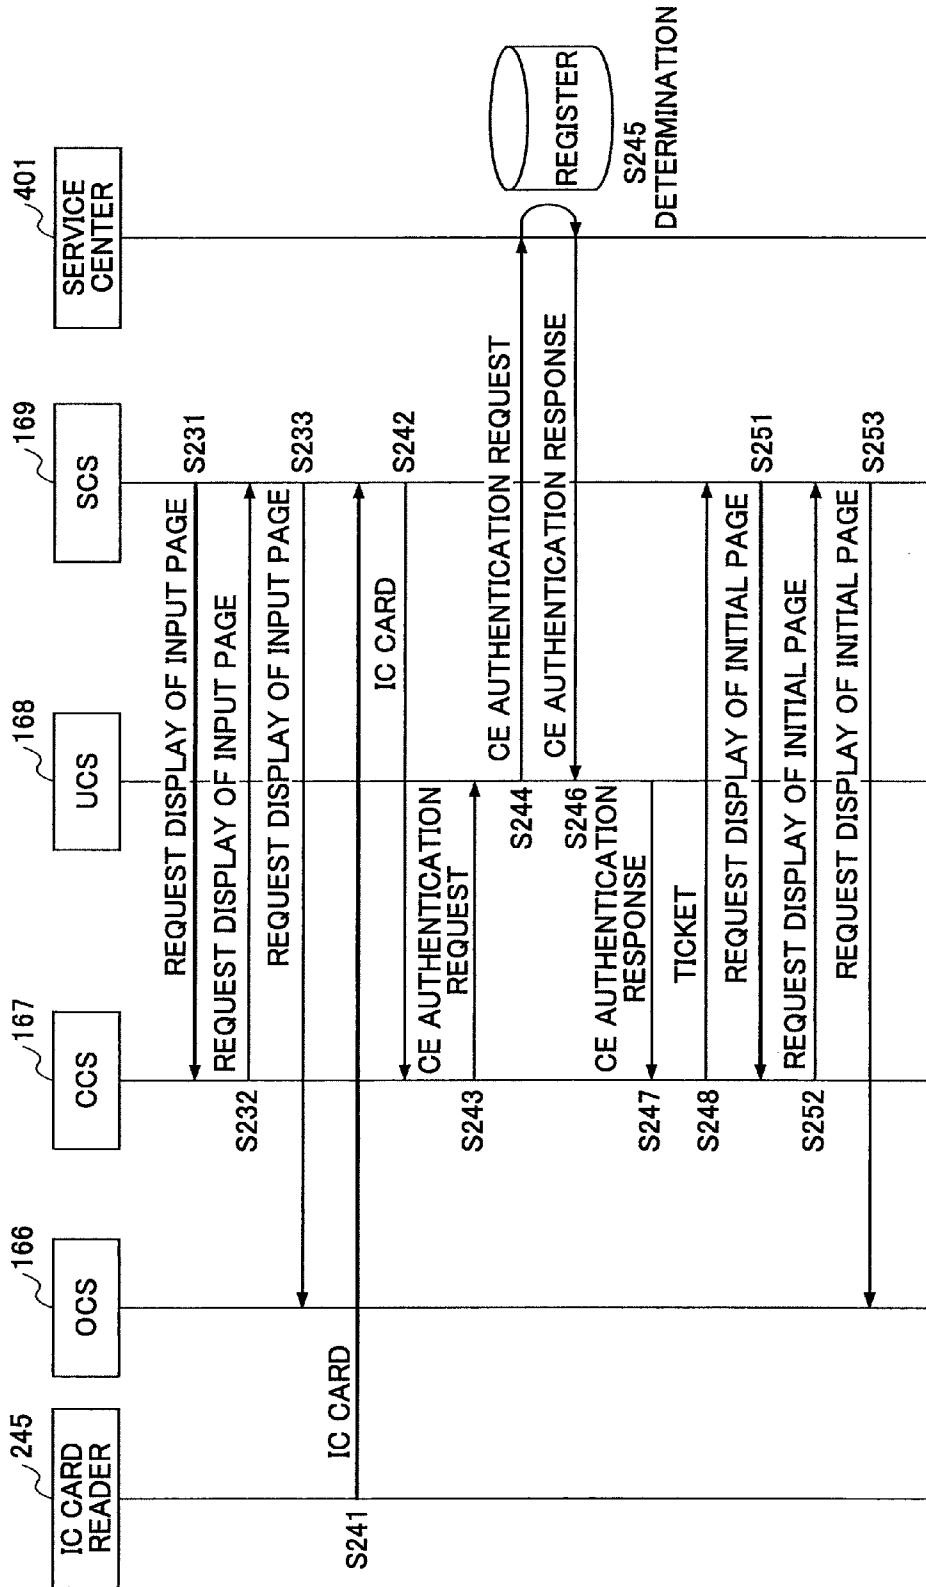 245
IC CARD
READER
166
OCS
167
CCS
168
UCS
169
SCS
401
SERVICE
CENTER
REQUEST DISPLAY OF INPUT PAGE
S231
S232
REQUEST DISPLAY OF INPUT PAGE
REQUEST DISPLAY OF INPUT PAGE
S233
S241
IC CARD
IC CARD
S242
S243
CE AUTHENTICATION
REQUEST
S244
CE AUTHENTICATION REQUEST
REGISTER
S245
DETERMINATION
CE AUTHENTICATION RESPONSE
S246
CE AUTHENTICATION
RESPONSE
S247
TICKET
S248
REQUEST DISPLAY OF INITIAL PAGE
S251
S252
REQUEST DISPLAY OF INITIAL PAGE
REQUEST DISPLAY OF INITIAL PAGE
S253